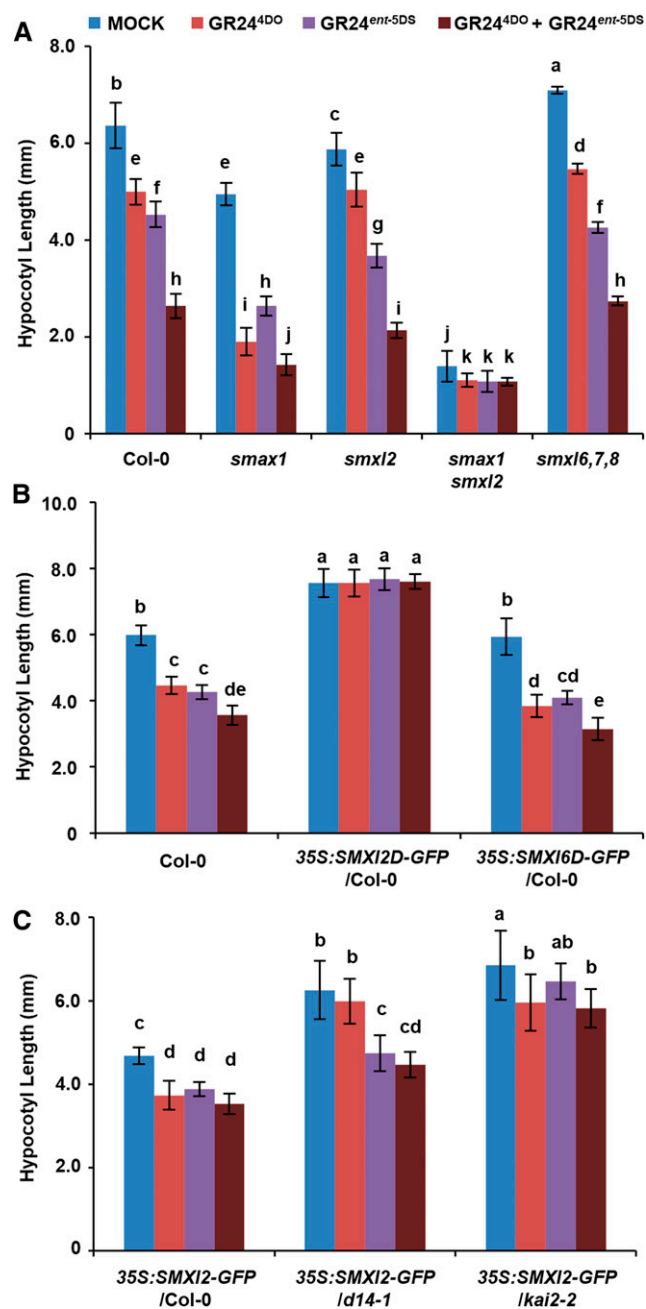 A
MOCK GR24^4DO GR24^ent-5DS GR24^4DO + GR24^ent-5DS
Hypocotyl Length (mm)
8.0
6.0
4.0
2.0
0
b e f h
e i h j
c e g i
j k k k
a d f h
Col-0 smax1 smxl2 smax1 smxl6,7,8
smxl2
B
Hypocotyl Length (mm)
10.0
8.0
6.0
4.0
2.0
0
b c c de
a a a a
b d cd e
Col-0 35S:SMXl2D-GFP 35S:SMXl6D-GFP
/Col-0 /Col-0
C
Hypocotyl Length (mm)
8.0
6.0
4.0
2.0
0
c d d d
b b c cd
a b ab b
35S:SMXl2-GFP 35S:SMXl2-GFP 35S:SMXl2-GFP
/Col-0 /d14-1 /kai2-2